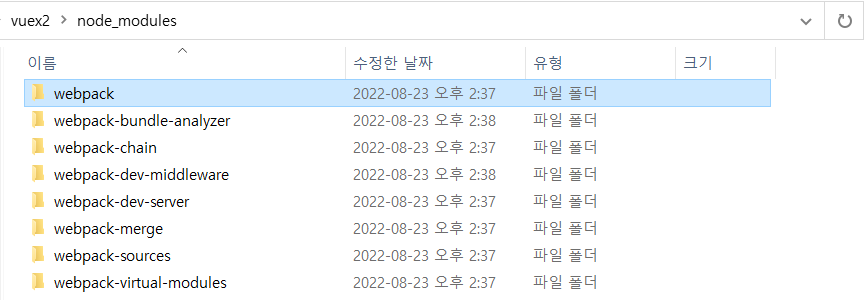 vuex2 > node_modules
이름 수정한 날짜 유형 크기
webpack 2022-08-23 오후 2:37 파일 폴더
webpack-bundle-analyzer 2022-08-23 오후 2:38 파일 폴더
webpack-chain 2022-08-23 오후 2:37 파일 폴더
webpack-dev-middleware 2022-08-23 오후 2:38 파일 폴더
webpack-dev-server 2022-08-23 오후 2:37 파일 폴더
webpack-merge 2022-08-23 오후 2:37 파일 폴더
webpack-sources 2022-08-23 오후 2:37 파일 폴더
webpack-virtual-modules 2022-08-23 오후 2:37 파일 폴더